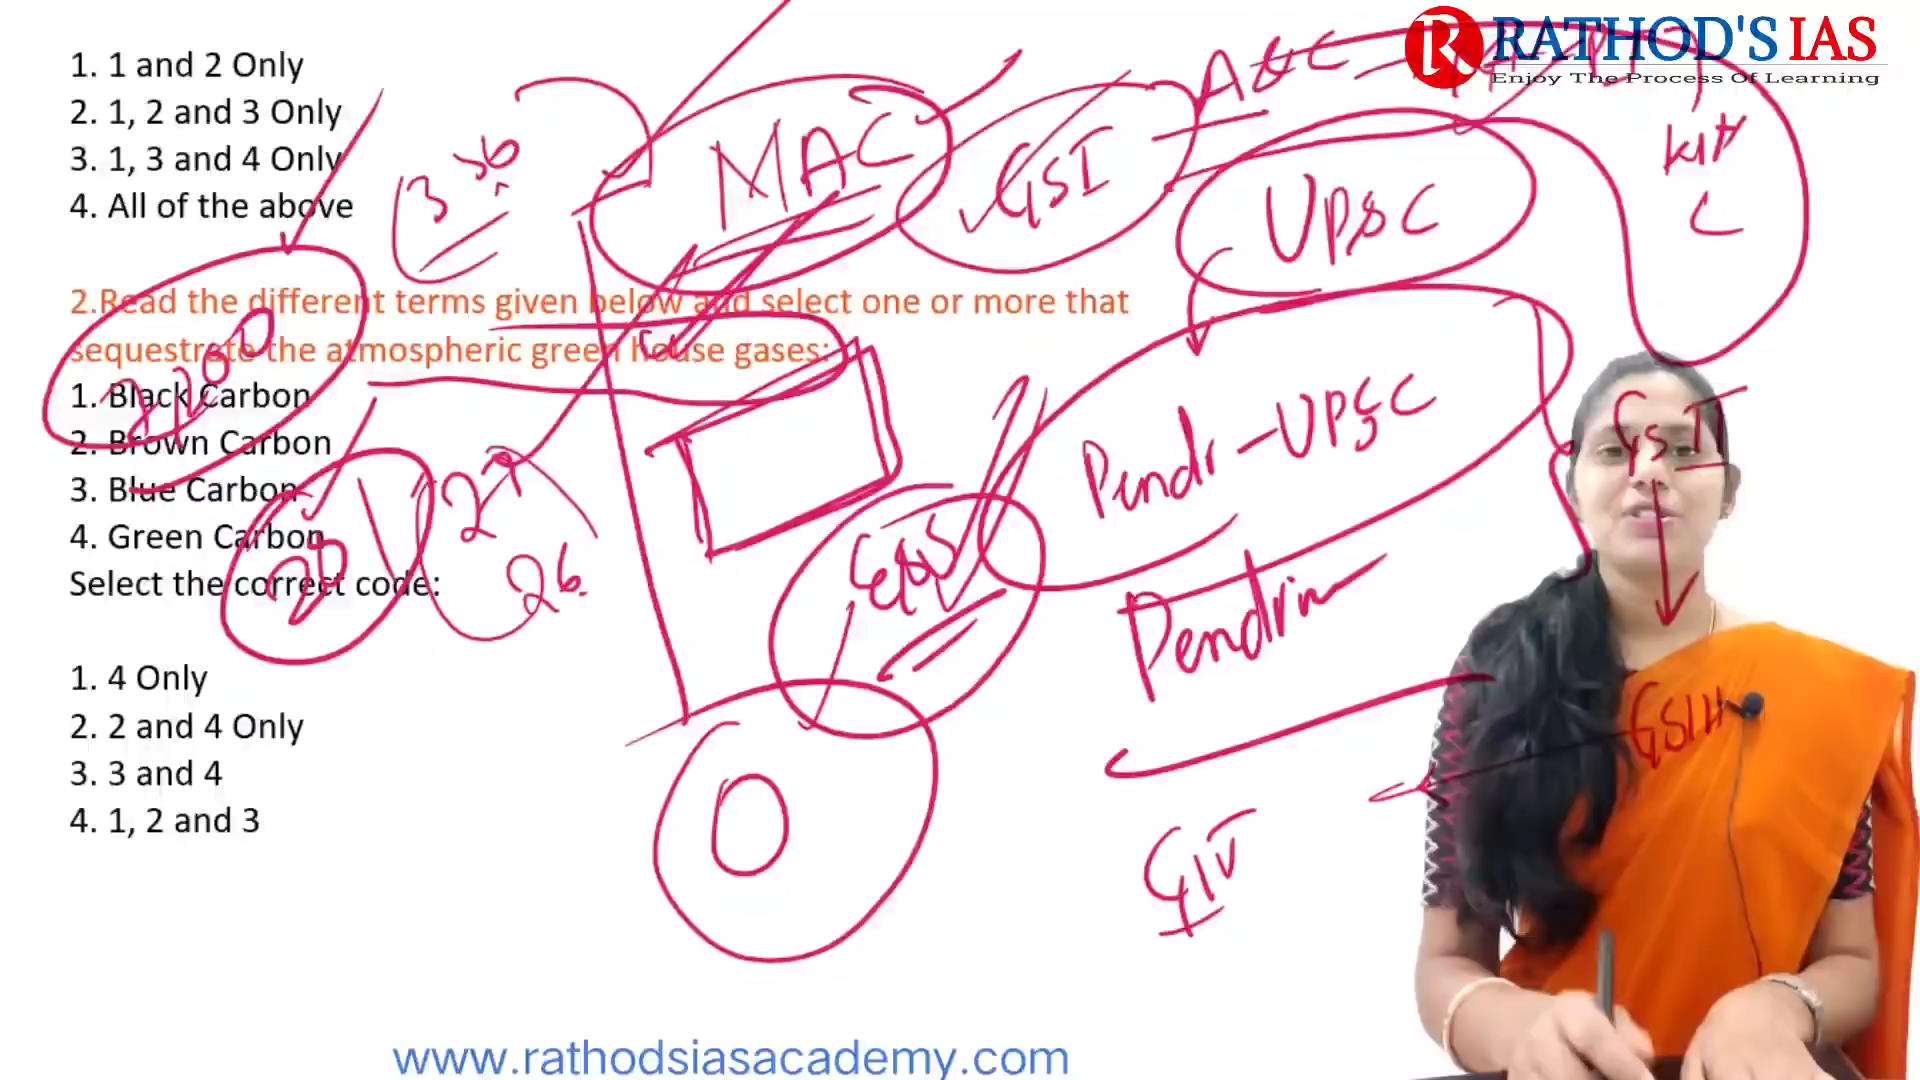 RATHOD'S IAS
Enjoy The Process Of Learning
1. 1 and 2 Only
2. 1, 2 and 3 Only
3. 1, 3 and 4 Only
4. All of the above
2.Read the different terms given below and select one or more that
sequestrate the atmospheric green house gases:
1. Black Carbon
2. Brown Carbon
3. Blue Carbon
4. Green Carbon
Select the correct code:
1. 4 Only
2. 2 and 4 Only
3. 3 and 4
4. 1, 2 and 3
MAC
GSI
UPSC
GSI
26.
www.rathodsiasacademy.com